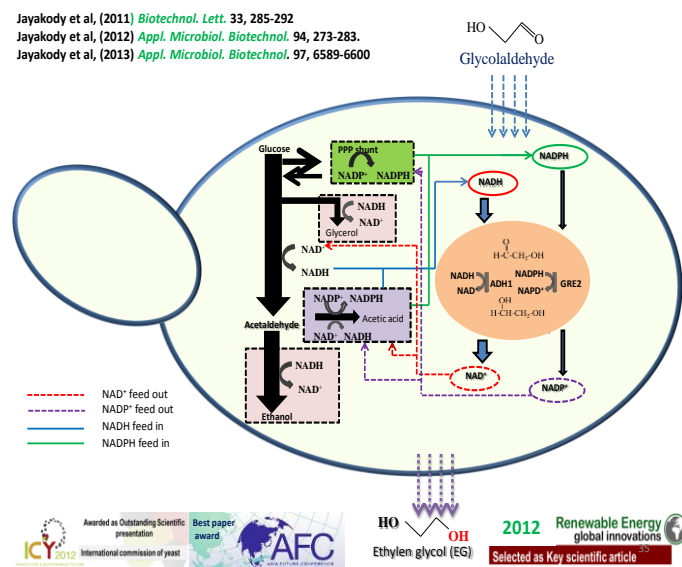 Jayakody et al, (2011) Biotechnol. Lett. 33, 285-292
Jayakody et al, (2012) Appl. Microbiol. Biotechnol. 94, 273-283.
Jayakody et al, (2013) Appl. Microbiol. Biotechnol. 97, 6589-6600
HO
O
Glycolaldehyde
Glucose
PPP shunt
NADP⁺ NADPH
NADPH
NADH
NADH
NAD⁺
Glycerol
NAD⁺
NADH
O
H-C-CH₂-OH
NADH
NAD⁺
ADH1
NADPH
NAPD⁺
GRE2
OH
H-CH-CH₂-OH
NADP⁺ NADPH
Acetic acid
NAD⁺ NADH
Acetaldehyde
NADH
NAD⁺
Ethanol
NAD⁺
NADP⁺
NAD⁺ feed out
NADP⁺ feed out
NADH feed in
NADPH feed in
HO
OH
Ethylen glycol (EG)
ICY 2012
Awarded as Outstanding Scientific
presentation
International commission of yeast
Best paper
award
AFC
ASIA FUTURE CONFERENCE
2012
Renewable Energy
global innovations
Selected as Key scientific article
35